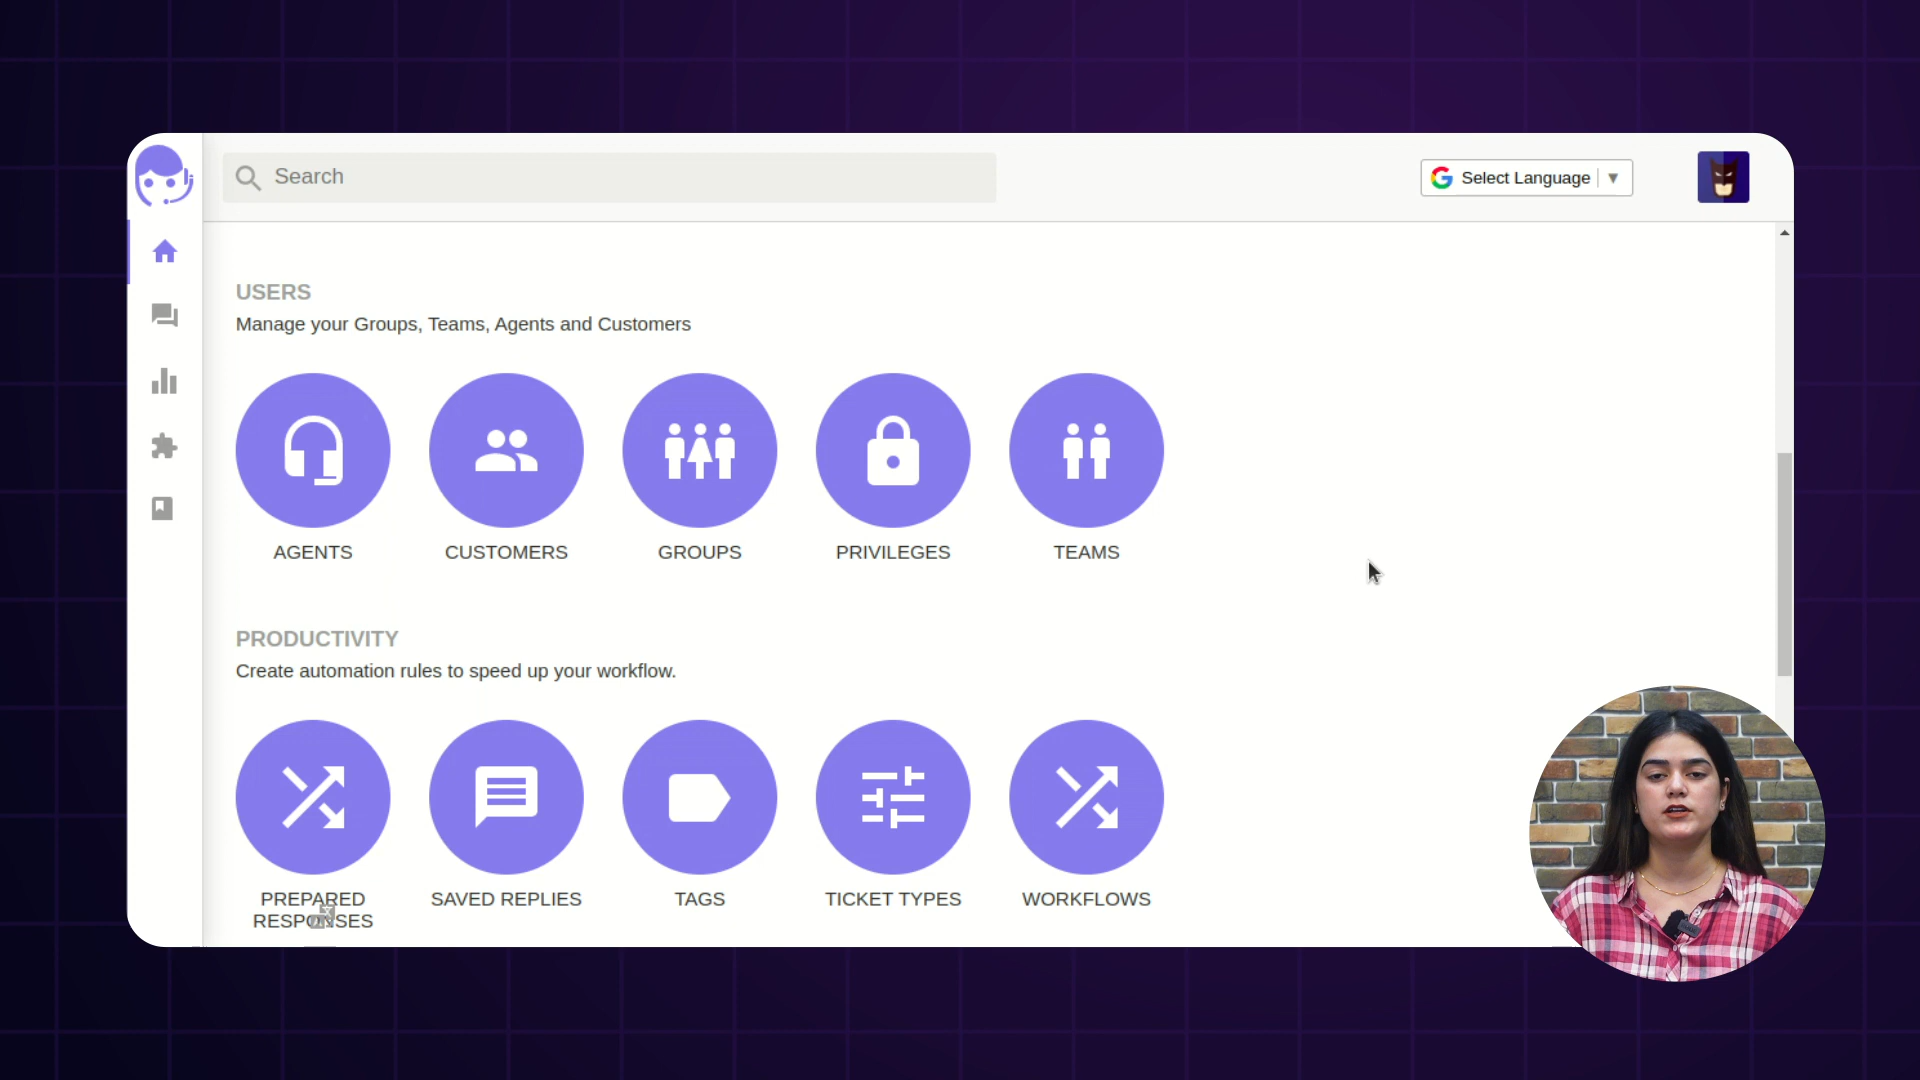 Search
Select Language
USERS
Manage your Groups, Teams, Agents and Customers
AGENTS
CUSTOMERS
GROUPS
PRIVILEGES
TEAMS
PRODUCTIVITY
Create automation rules to speed up your workflow.
PREPARED
RESPONSES
SAVED REPLIES
TAGS
TICKET TYPES
WORKFLOWS